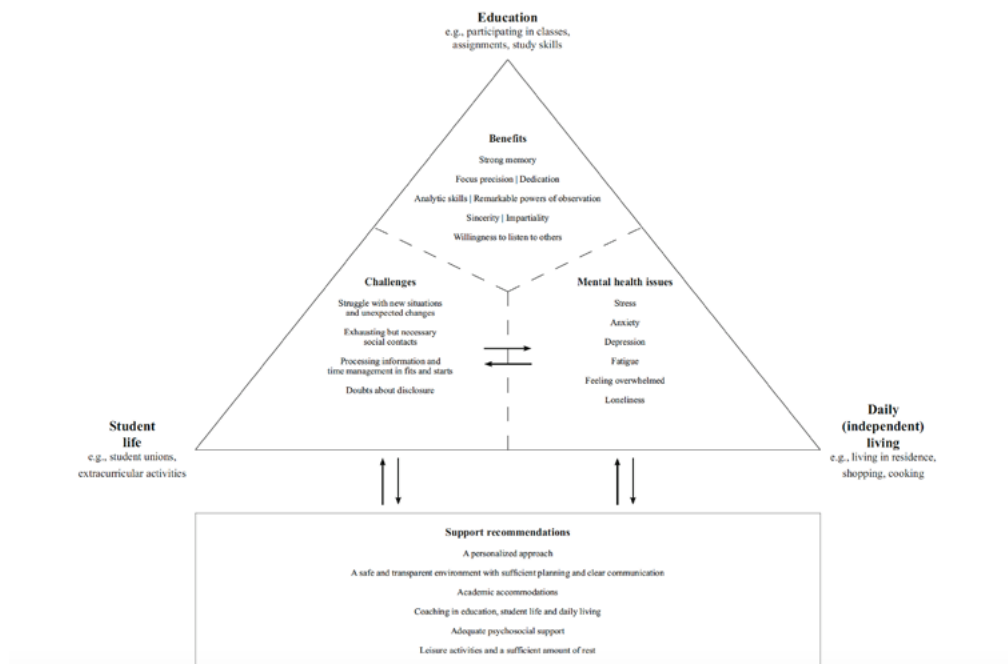 Education
e.g., participating in classes,
assignments, study skills
Benefits
Strong memory
Focus precision | Dedication
Analytic skills | Remarkable powers of observation
Sincerity | Impartiality
Willingness to listen to others
Challenges
Struggle with new situations
and unexpected changes
Exhausting but necessary
social contacts
Processing information and
time management in fits and starts
Doubts about disclosure
Mental health issues
Stress
Anxiety
Depression
Fatigue
Feeling overwhelmed
Loneliness
Student
life
e.g., student unions,
extracurricular activities
Daily
(independent)
living
e.g., living in residence,
shopping, cooking
Support recommendations
A personalized approach
A safe and transparent environment with sufficient planning and clear communication
Academic accommodations
Coaching in education, student life and daily living
Adequate psychosocial support
Leisure activities and a sufficient amount of rest